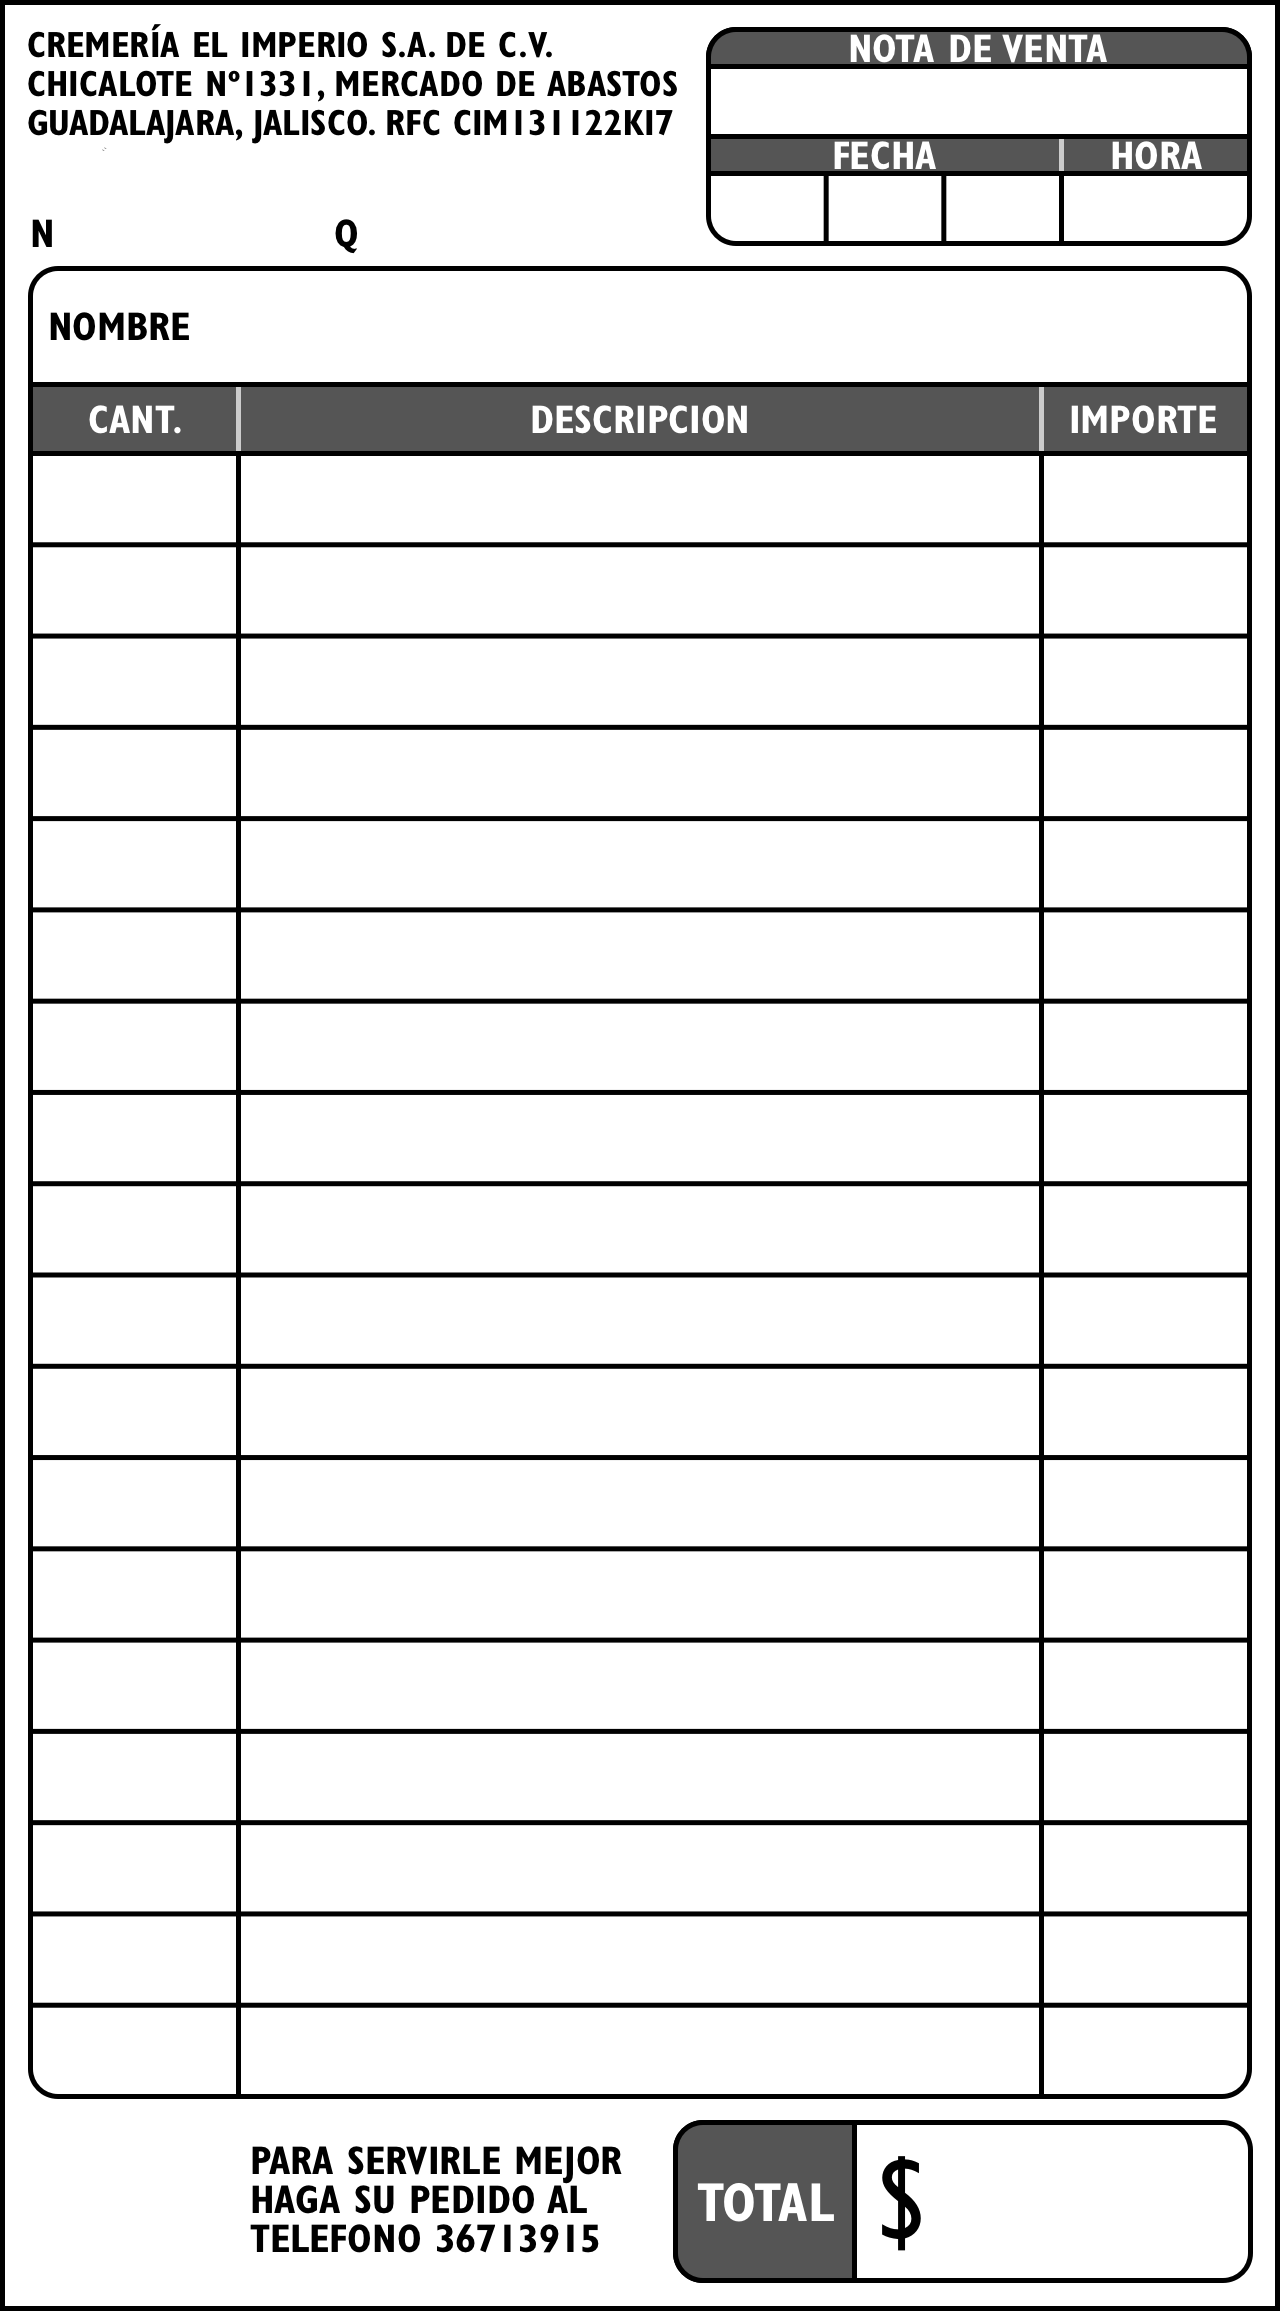 CREMERÍA EL IMPERIO S.A. DE C.V.
CHICALOTE Nº1331, MERCADO DE ABASTOS
GUADALAJARA, JALISCO. RFC CIM131122KI7
N Q
NOTA DE VENTA
FECHA HORA
NOMBRE
CANT. DESCRIPCION IMPORTE
PARA SERVIRLE MEJOR
HAGA SU PEDIDO AL
TELEFONO 36713915
TOTAL $